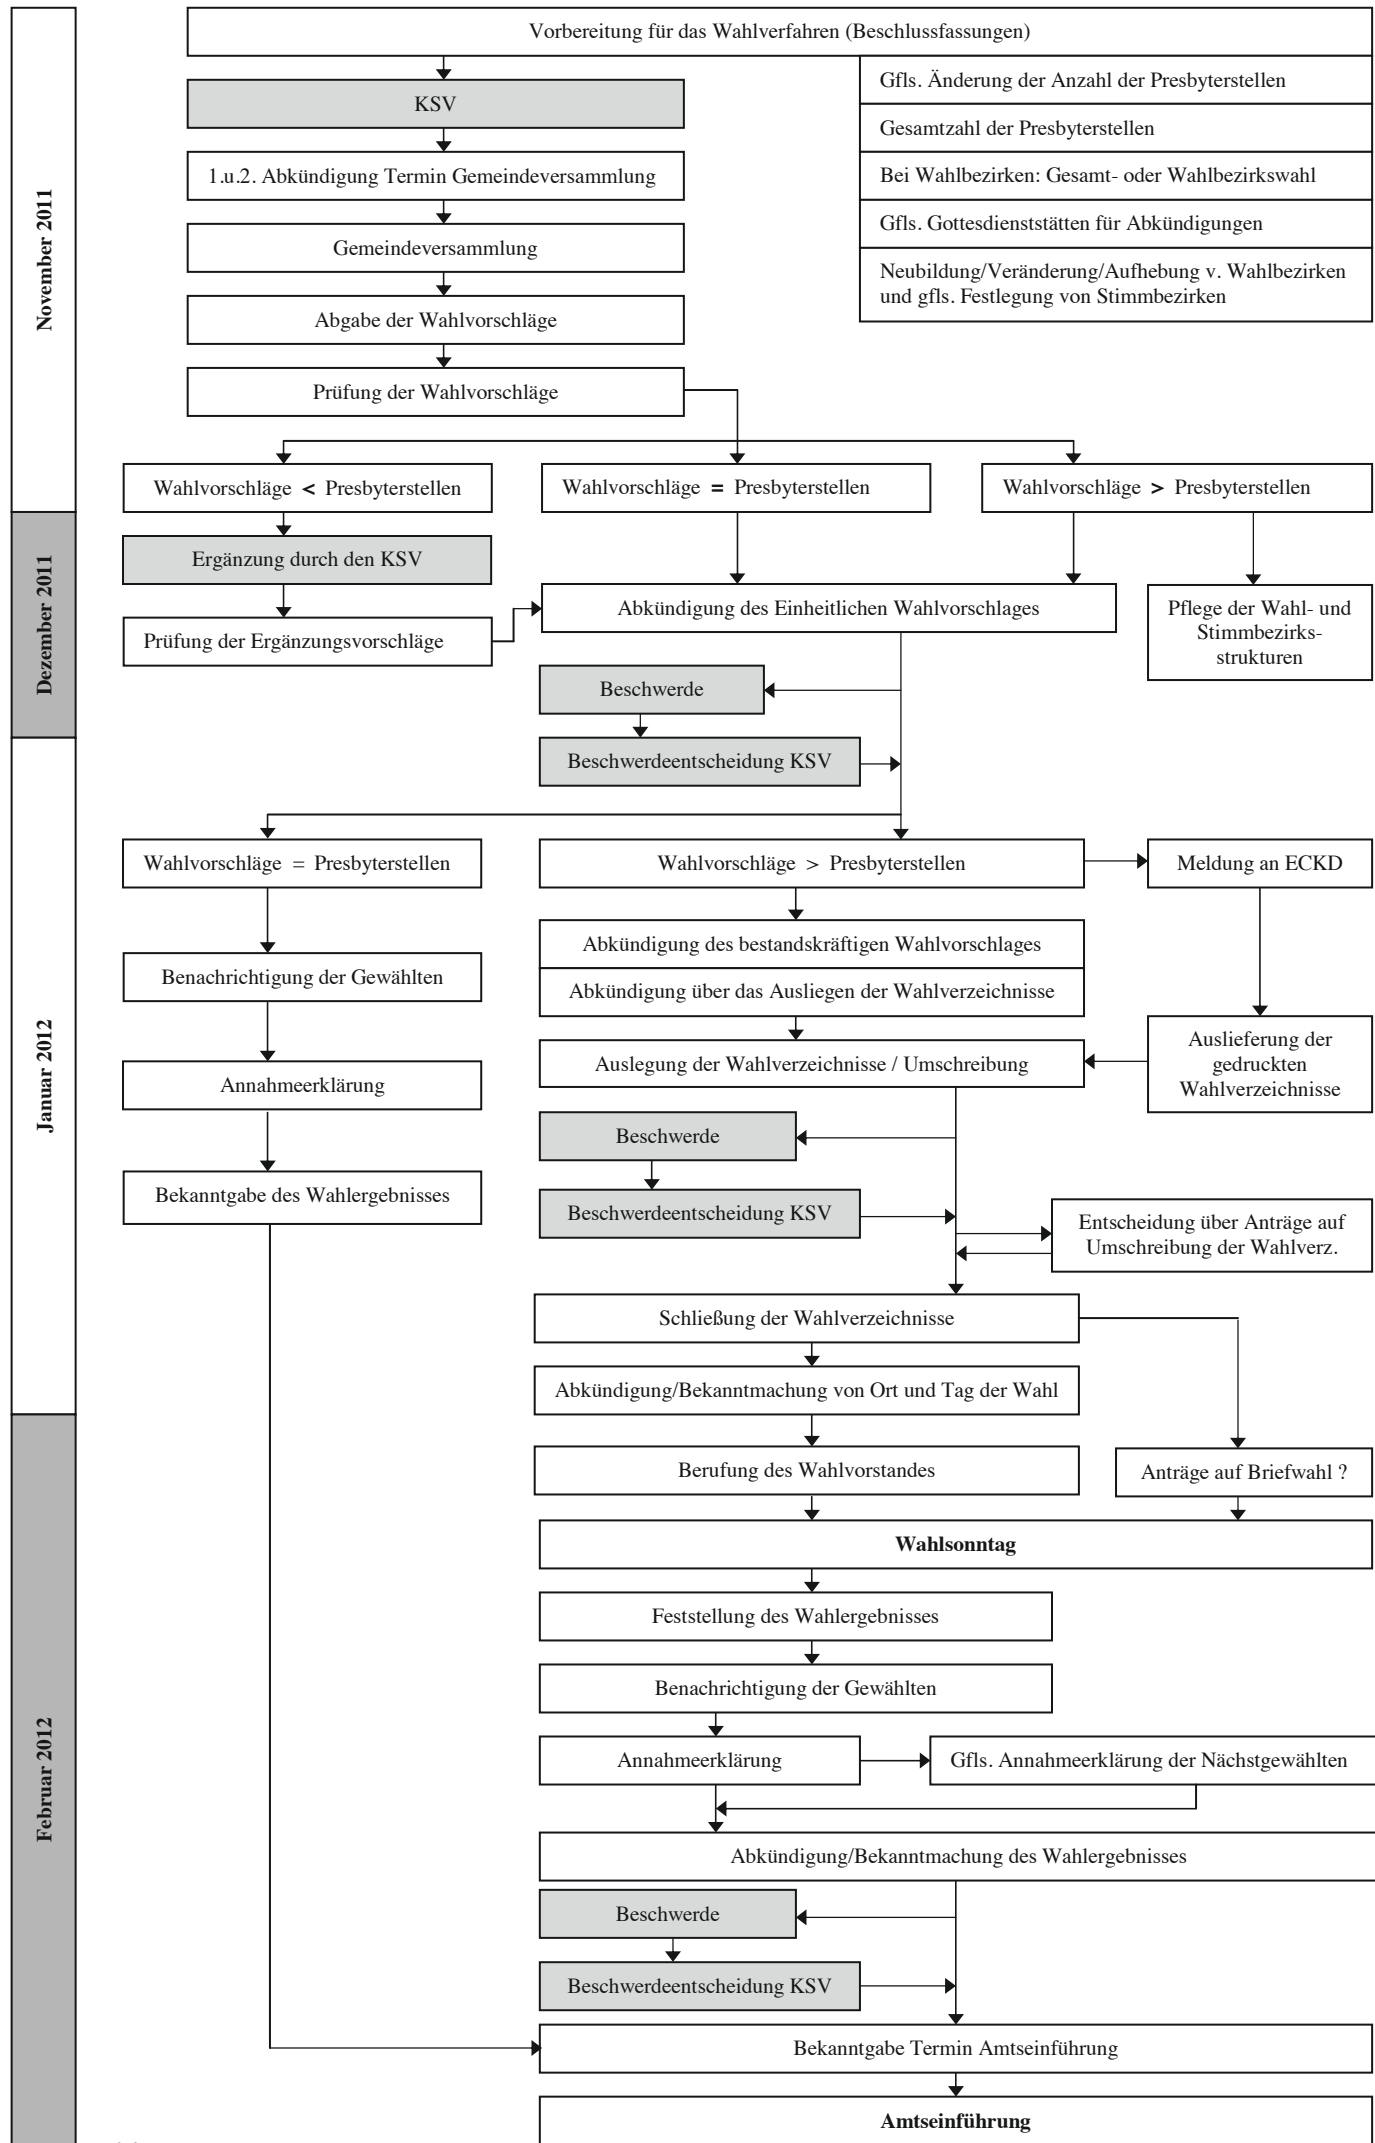 Vorbereitung für das Wahlverfahren (Beschlussfassungen)
Gfls. Änderung der Anzahl der Presbyterstellen
KSV
Gesamtzahl der Presbyterstellen
1.u.2. Abkündigung Termin Gemeindeversammlung
Bei Wahlbezirken: Gesamt- oder Wahlbezirkswahl
Gfls. Gottesdienststätten für Abkündigungen
Gemeindeversammlung
Neubildung/Veränderung/Aufhebung v. Wahlbezirken
und gfls. Festlegung von Stimmbezirken
Abgabe der Wahlvorschläge
Prüfung der Wahlvorschläge
November 2011
Wahlvorschläge < Presbyterstellen
Wahlvorschläge = Presbyterstellen
Wahlvorschläge > Presbyterstellen
Dezember 2011
Ergänzung durch den KSV
Abkündigung des Einheitlichen Wahlvorschlages
Pflege der Wahl- und
Stimmbezirks-
strukturen
Prüfung der Ergänzungsvorschläge
Beschwerde
Beschwerdeentscheidung KSV
Januar 2012
Wahlvorschläge = Presbyterstellen
Wahlvorschläge > Presbyterstellen
Meldung an ECKD
Abkündigung des bestandskräftigen Wahlvorschlages
Benachrichtigung der Gewählten
Abkündigung über das Ausliegen der Wahlverzeichnisse
Auslegung der Wahlverzeichnisse / Umschreibung
Auslieferung der
gedruckten
Wahlverzeichnisse
Annahmeerklärung
Beschwerde
Bekanntgabe des Wahlergebnisses
Beschwerdeentscheidung KSV
Entscheidung über Anträge auf
Umschreibung der Wahlverz.
Schließung der Wahlverzeichnisse
Abkündigung/Bekanntmachung von Ort und Tag der Wahl
Februar 2012
Berufung des Wahlvorstandes
Anträge auf Briefwahl ?
Wahlsonntag
Feststellung des Wahlergebnisses
Benachrichtigung der Gewählten
Annahmeerklärung
Gfls. Annahmeerklärung der Nächstgewählten
Abkündigung/Bekanntmachung des Wahlergebnisses
Beschwerde
Beschwerdeentscheidung KSV
Bekanntgabe Termin Amtseinführung
Amtseinführung